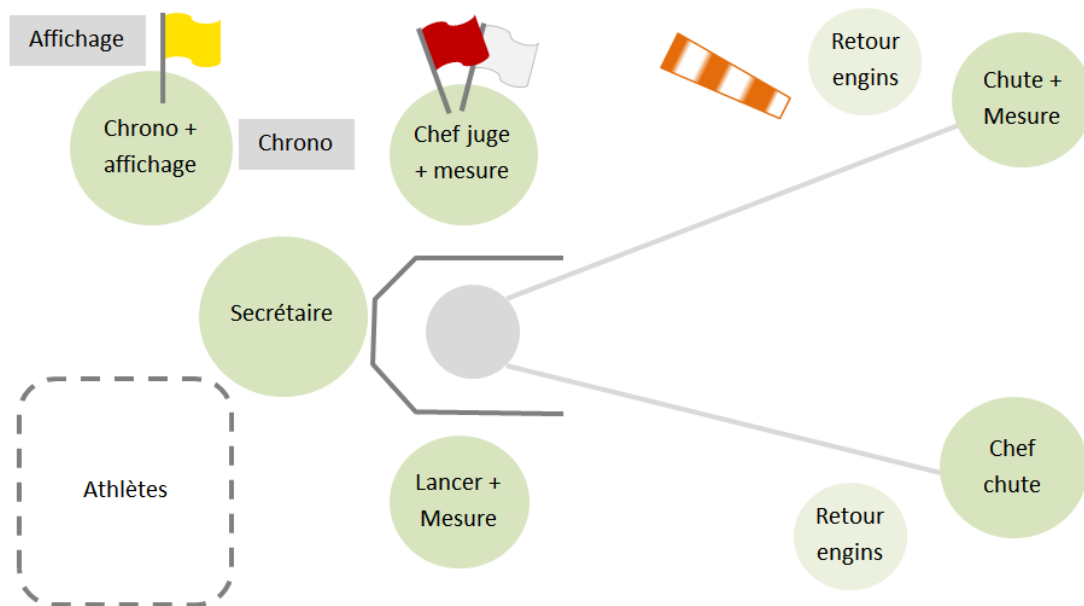 Affichage
Chrono +
affichage
Chrono
Chef juge
+ mesure
Retour
engins
Chute +
Mesure
Secrétaire
Athlètes
Lancer +
Mesure
Chef
chute
Retour
engins